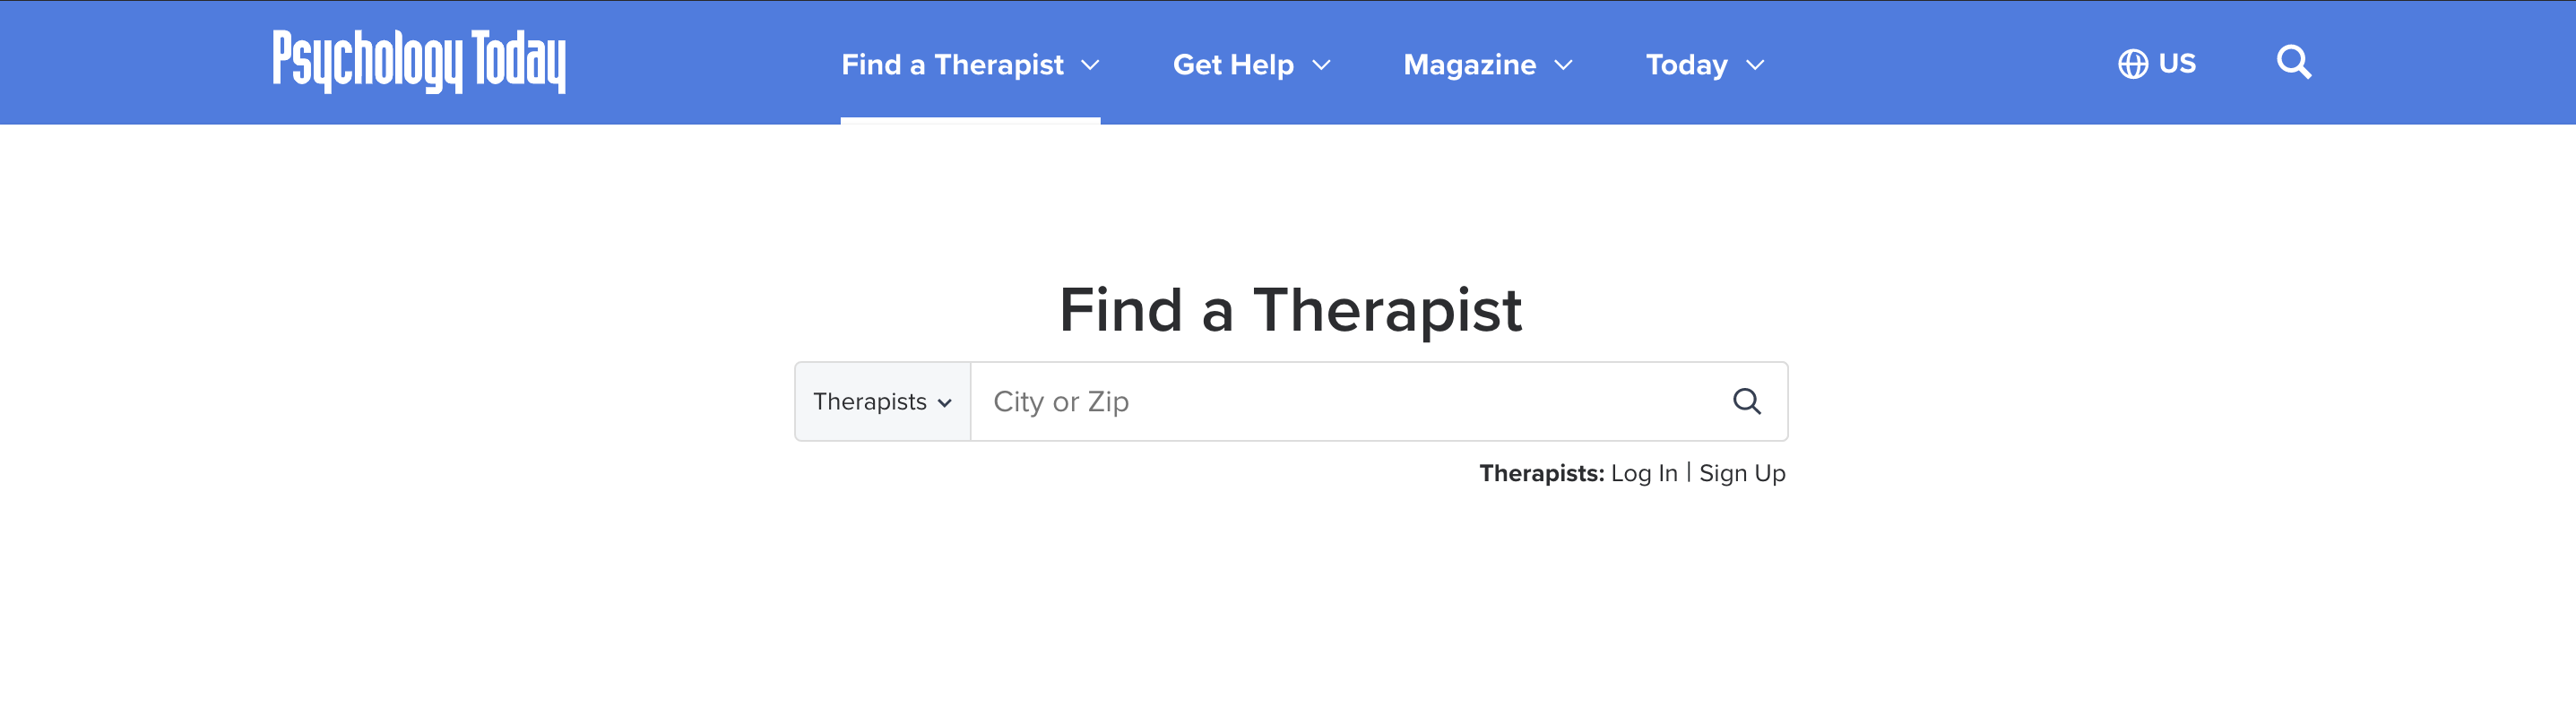 Psychology Today Find a Therapist Get Help Magazine Today US
Find a Therapist
Therapists City or Zip
Therapists: Log In | Sign Up